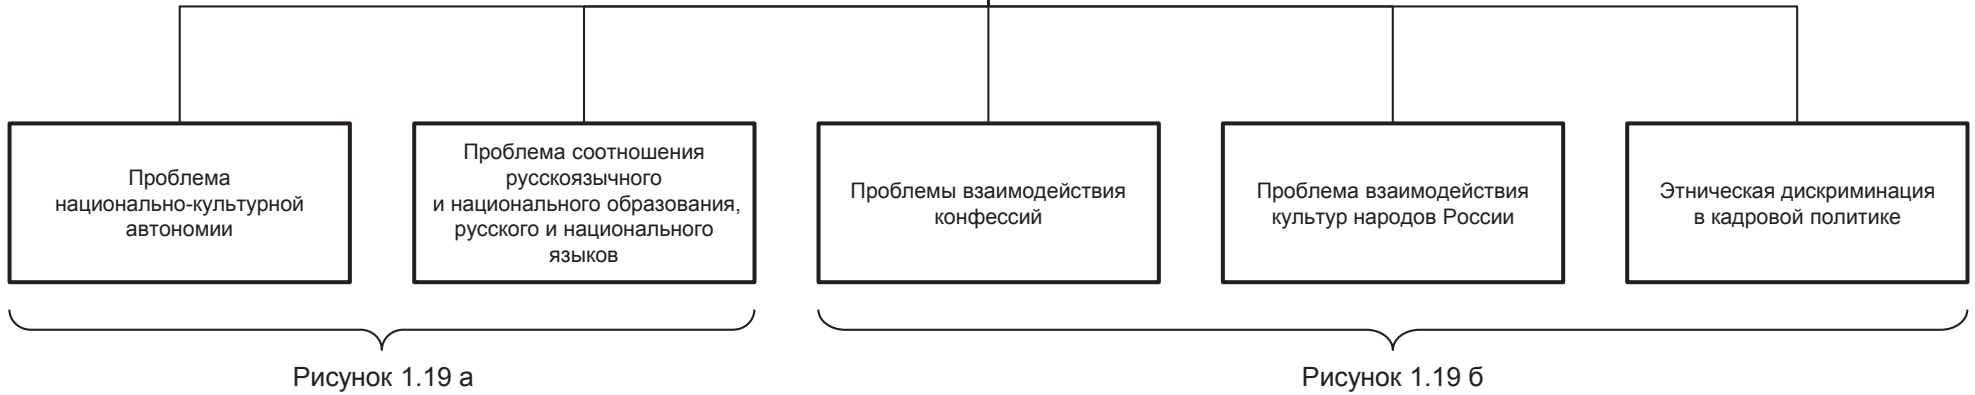 Проблема
национально-культурной
автономии
Проблема соотношения
русскоязычного
и национального образования,
русского и национального
языков
Проблемы взаимодействия
конфессий
Проблема взаимодействия
культур народов России
Этническая дискриминация
в кадровой политике
Рисунок 1.19 а
Рисунок 1.19 б